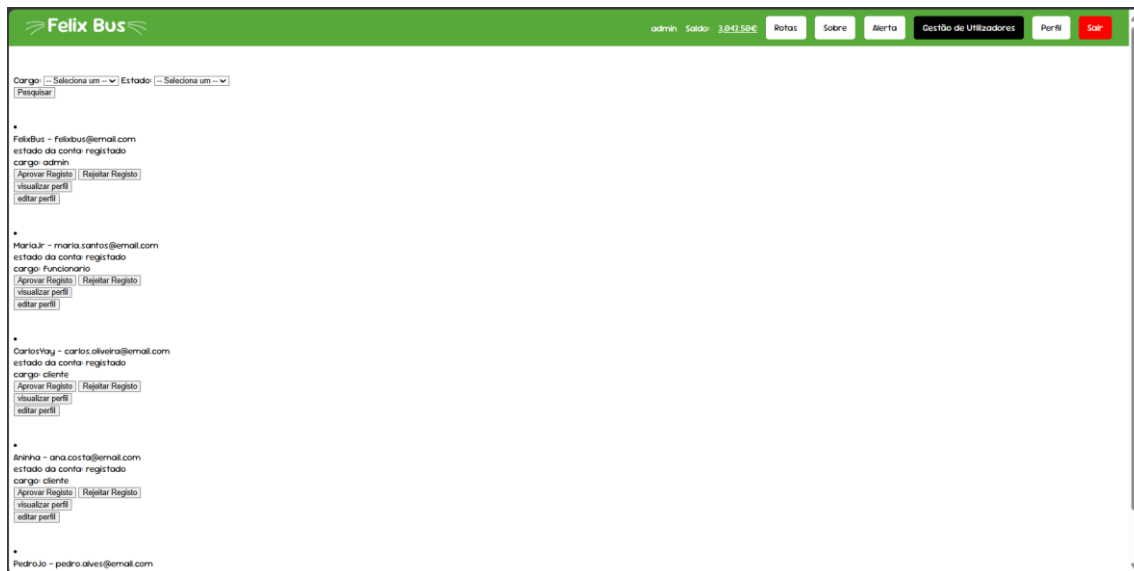 Felix Bus
admin Saldo: 3.042.50€ Rotas Sobre Alerta Gestão de Utilizadores Perfil Sair
Cargo: -- Seleciona um -- Estado: -- Seleciona um --
Pesquisar
FelixBus - felixbus@email.com
estado da conta: registado
cargo: admin
Aprovar Registo Rejeitar Registo
visualizar perfil
editar perfil
MariaJr - maria.santos@email.com
estado da conta: registado
cargo: funcionario
Aprovar Registo Rejeitar Registo
visualizar perfil
editar perfil
CarlosYay - carlos.oliveira@email.com
estado da conta: registado
cargo: cliente
Aprovar Registo Rejeitar Registo
visualizar perfil
editar perfil
Aninha - ana.costa@email.com
estado da conta: registado
cargo: cliente
Aprovar Registo Rejeitar Registo
visualizar perfil
editar perfil
PedroJo - pedro.alves@email.com